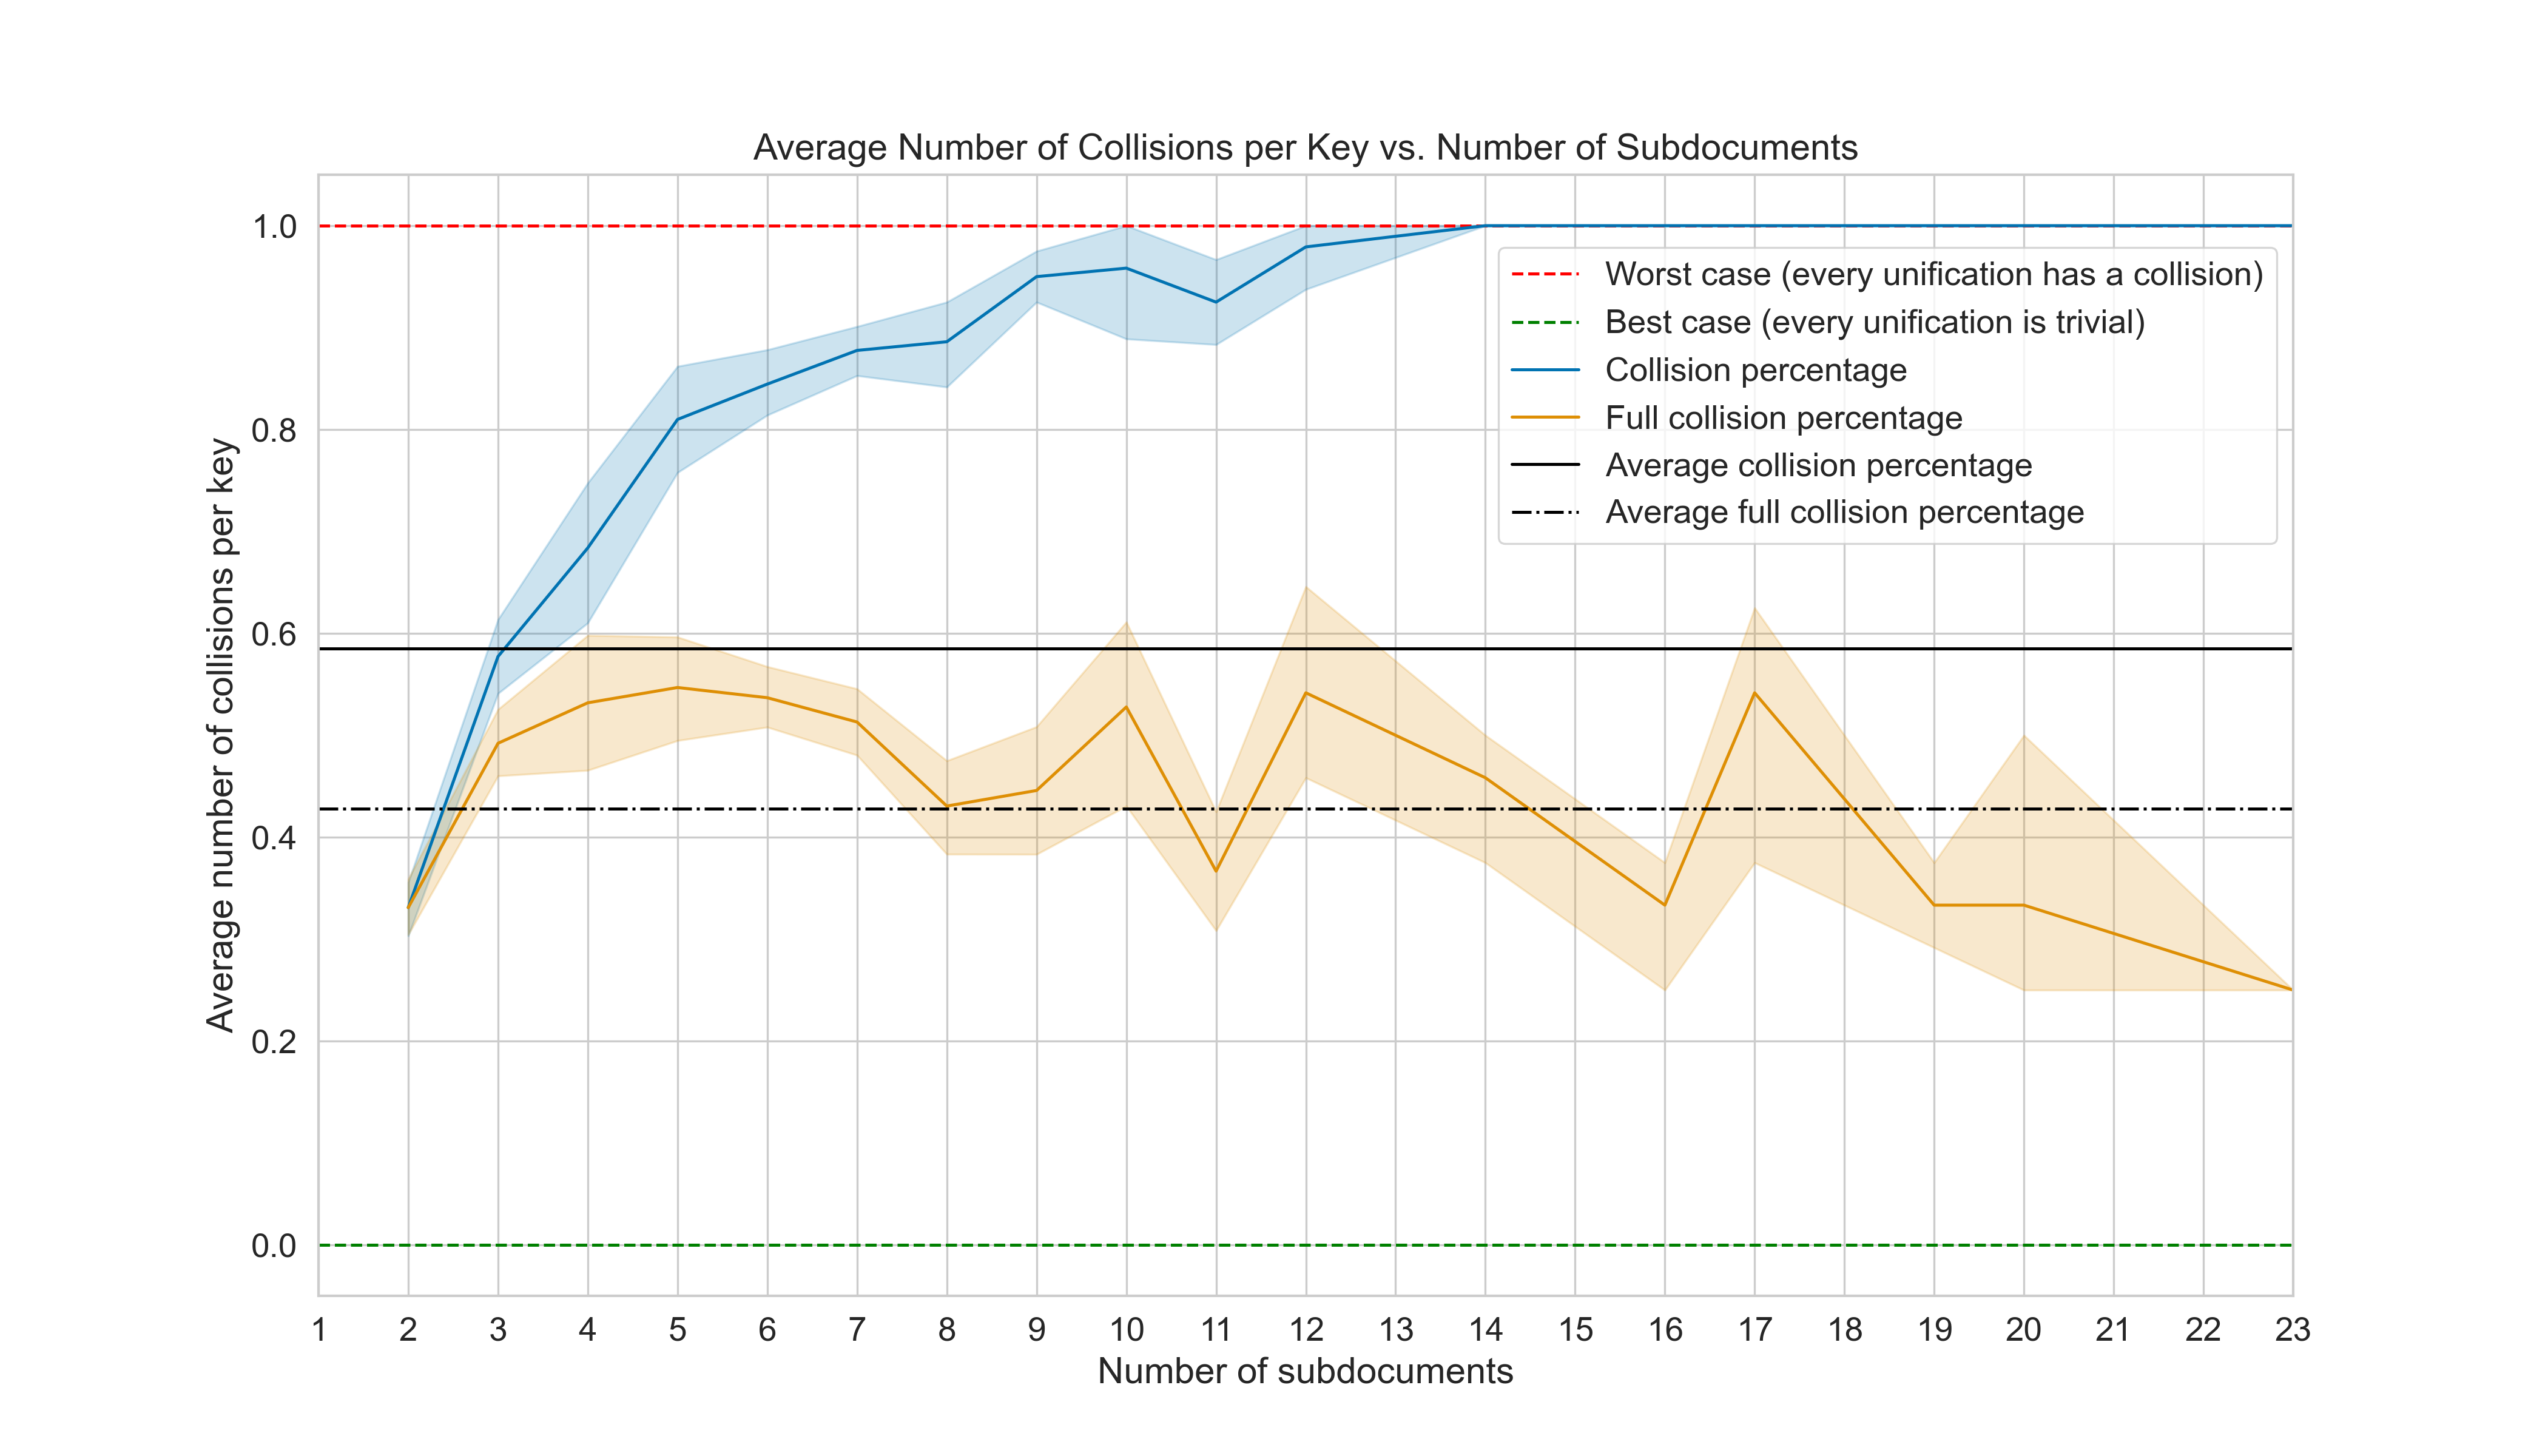 Average Number of Collisions per Key vs. Number of Subdocuments
1.0
0.8
0.6
0.4
0.2
0.0
Average number of collisions per key
Worst case (every unification has a collision)
Best case (every unification is trivial)
Collision percentage
Full collision percentage
Average collision percentage
Average full collision percentage
1 2 3 4 5 6 7 8 9 10 11 12 13 14 15 16 17 18 19 20 21 22 23
Number of subdocuments